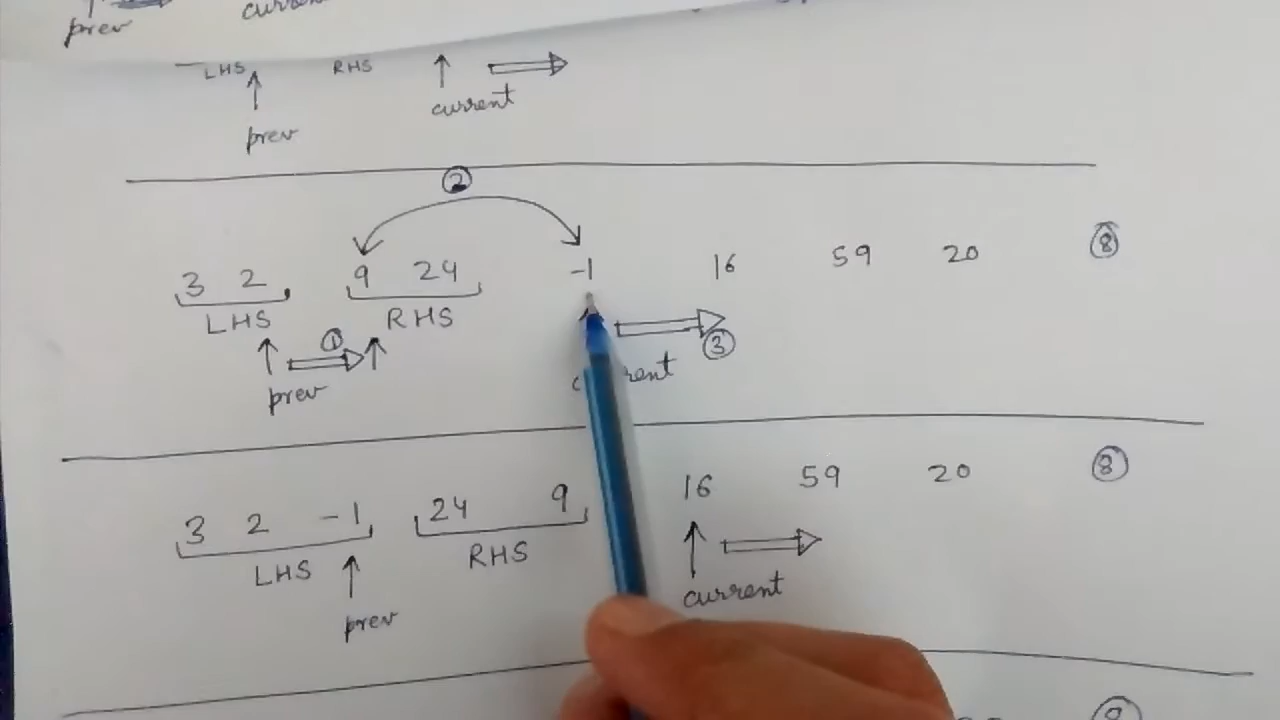 prev
LHS RHS
current
prev
2
3 2 9 24 -1 16 59 20 8
LHS RHS
1 3
prev
3 2 -1 24 9 16 59 20 8
LHS RHS
current
prev